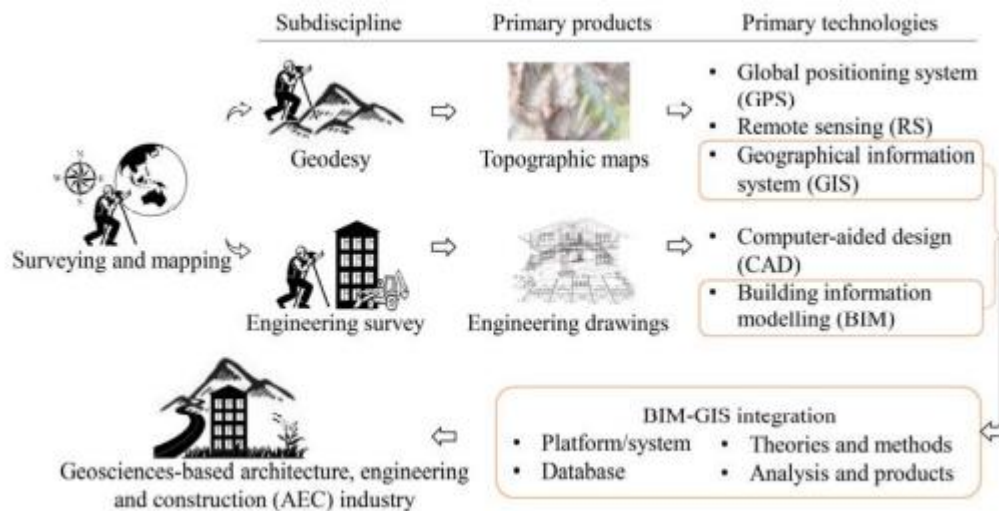 Subdiscipline
Primary products
Primary technologies
• Global positioning system
(GPS)
• Remote sensing (RS)
• Geographical information
system (GIS)
Geodesy
Topographic maps
N
W
E
S
Surveying and mapping
• Computer-aided design
(CAD)
• Building information
modelling (BIM)
Engineering survey
Engineering drawings
BIM-GIS integration
• Platform/system
• Theories and methods
• Database
• Analysis and products
Geosciences-based architecture, engineering
and construction (AEC) industry